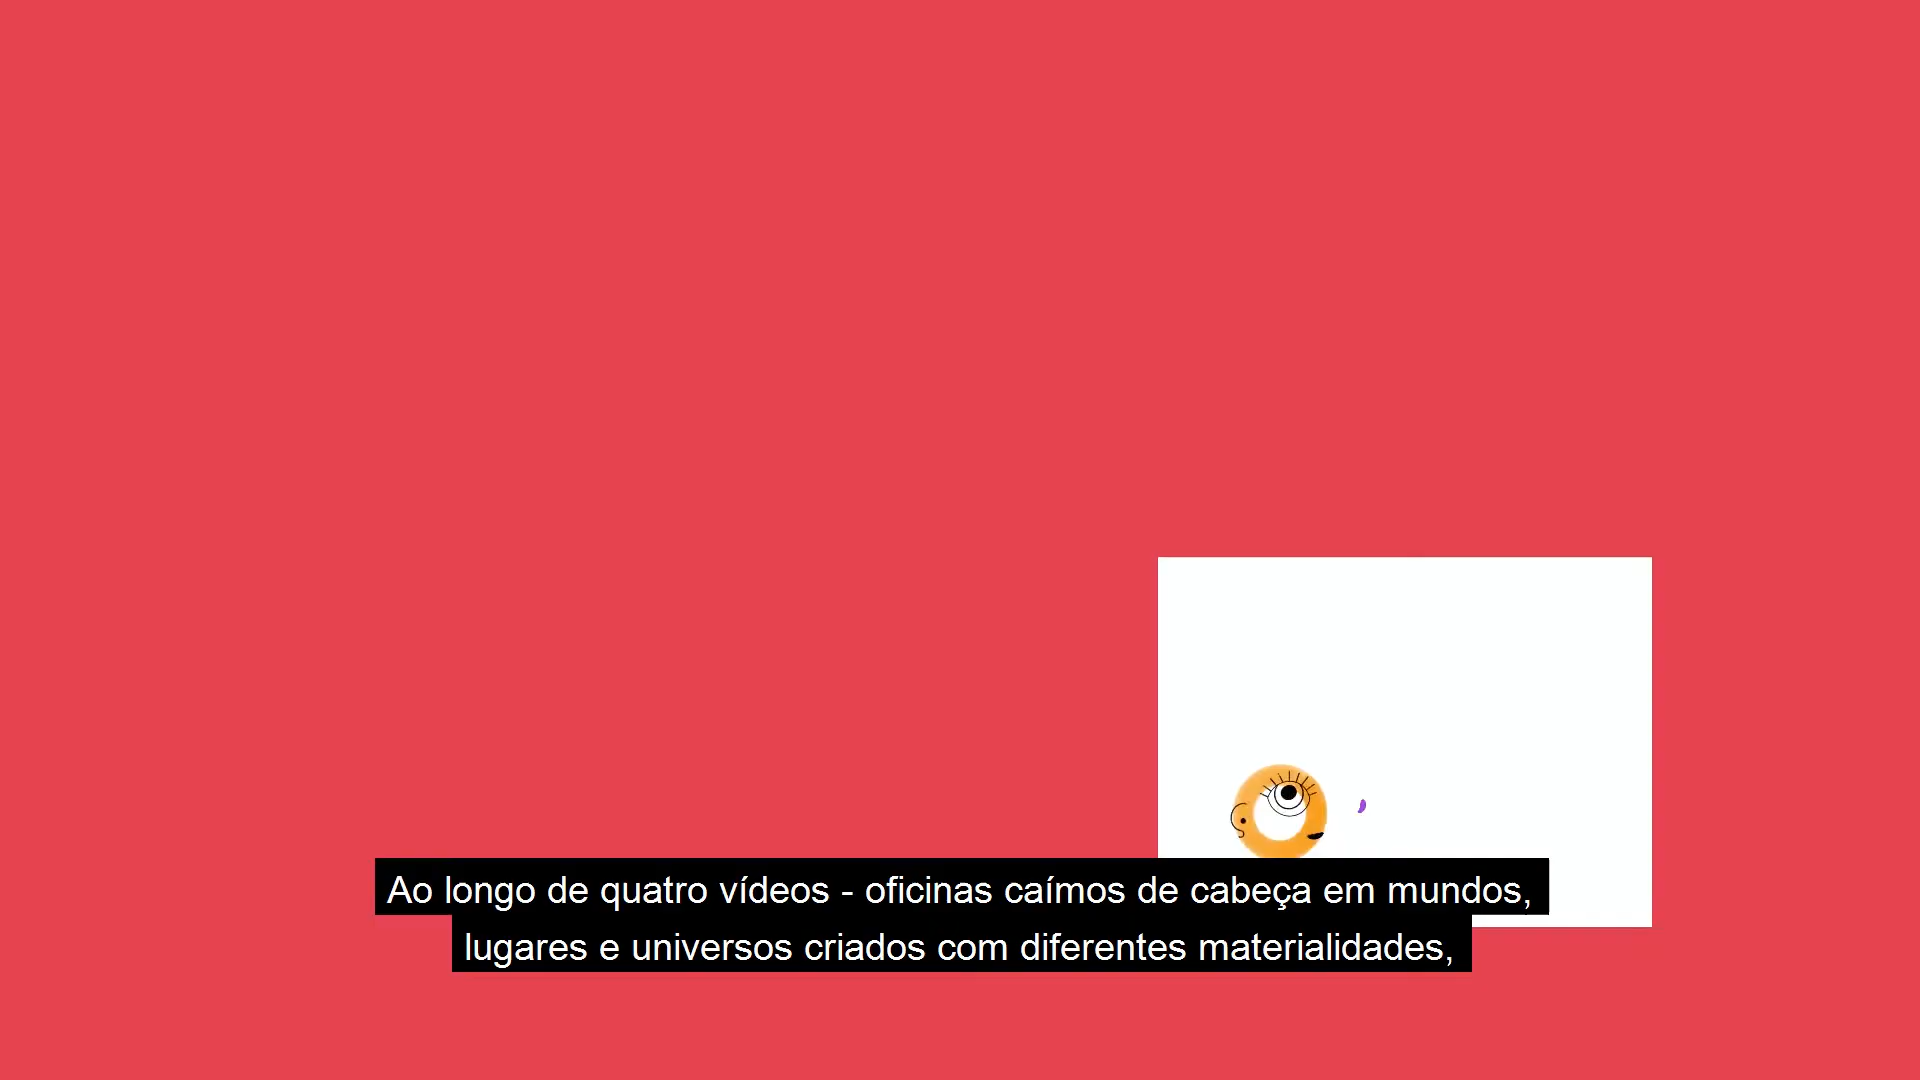 Ao longo de quatro vídeos - oficinas caímos de cabeça em mundos,
lugares e universos criados com diferentes materialidades,